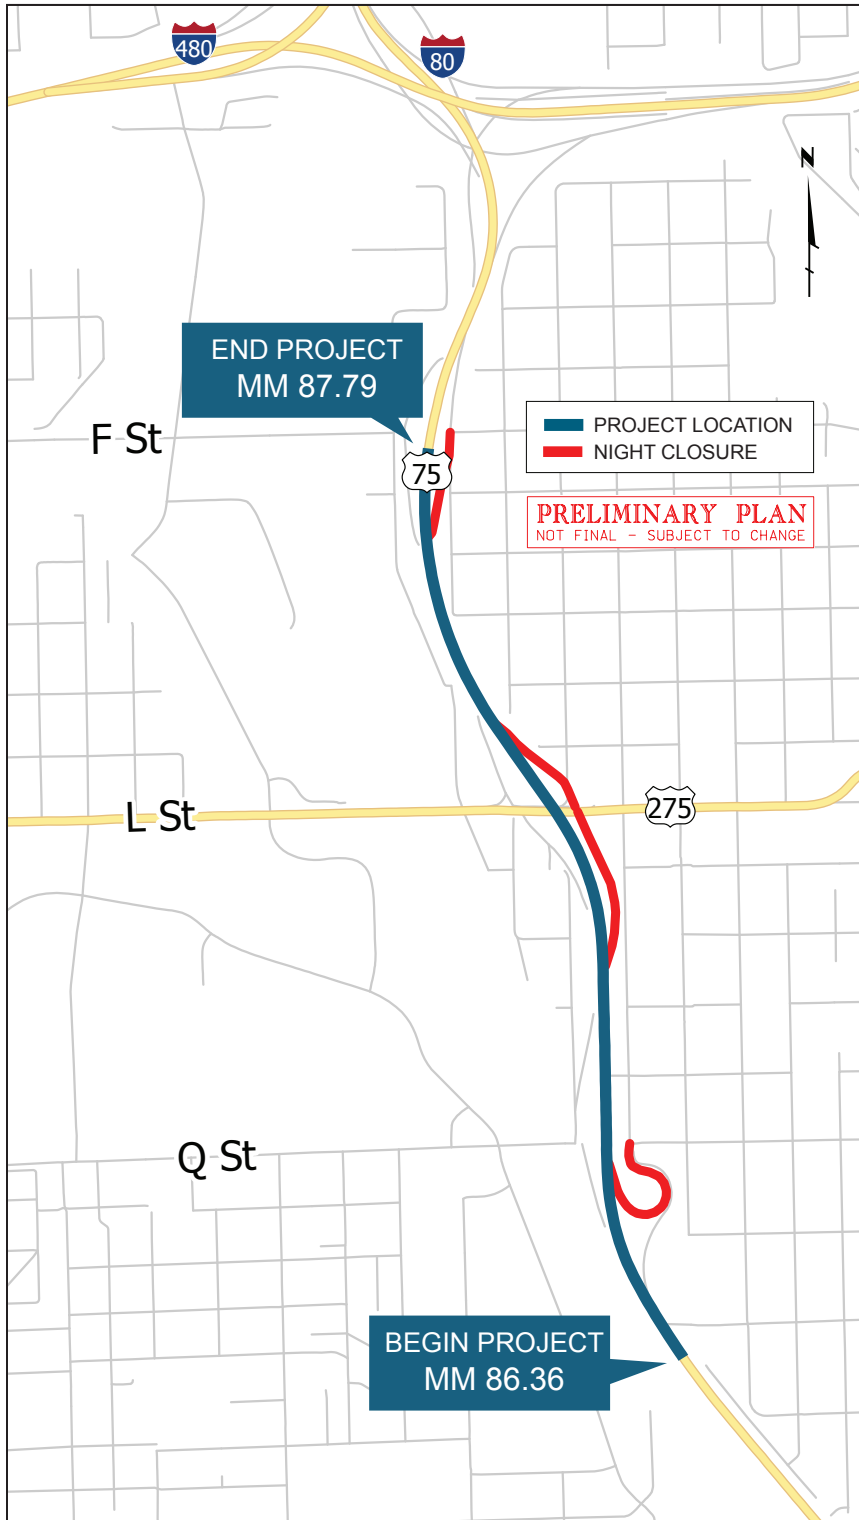 480
80
N
END PROJECT
MM 87.79
F St
75
PROJECT LOCATION
NIGHT CLOSURE
PRELIMINARY PLAN
NOT FINAL - SUBJECT TO CHANGE
L St
275
Q St
BEGIN PROJECT
MM 86.36